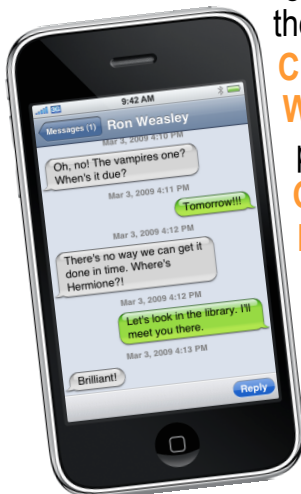 the
C
W
9:42 AM
Messages (1)
Ron Weasley
Mar 3, 2009 4:10 PM
Oh, no! The vampires one?
When's it due?
Mar 3, 2009 4:11 PM
Tomorrow!!!
Mar 3, 2009 4:12 PM
There's no way we can get it
done in time. Where's
Hermione?!
Mar 3, 2009 4:12 PM
Let's look in the library. I'll
meet you there.
Mar 3, 2009 4:13 PM
Brilliant!
Reply